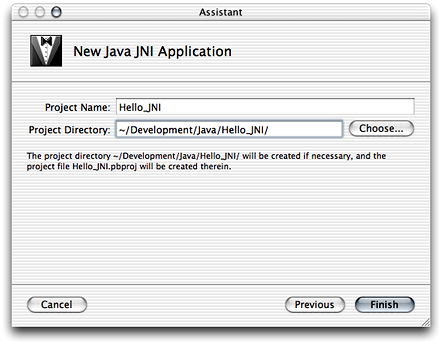 Assistant
New Java JNI Application
Project Name: Hello_JNI
Project Directory: ~/Development/Java/Hello_JNI/ Choose...
The project directory ~/Development/Java/Hello_JNI/ will be created if necessary, and the
project file Hello_JNI.pbproj will be created therein.
Cancel Previous Finish